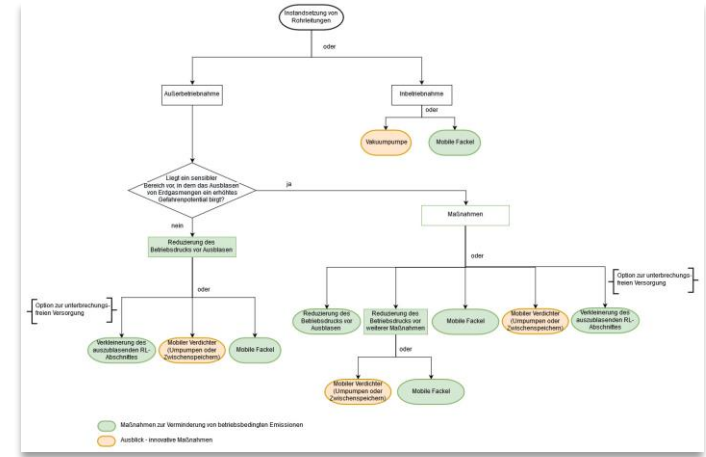 Instandsetzung von
Rohrleitungen
oder
Außerbetriebnahme
Inbetriebnahme
oder
Vakuumpumpe
Mobile Fackel
Liegt ein sensibler
Bereich vor, in dem das Ausblasen
von Erdgasmengen ein erhöhtes
Gefahrenpotential birgt?
ja
nein
Maßnahmen
Reduzierung des
Betriebsdrucks vor Ausblasen
oder
oder
Option zur unterbrechungs-
freien Versorgung
Option zur unterbrechungs-
freien Versorgung
Verkleinerung des
auszublasenden RL-
Abschnittes
Mobiler Verdichter
(Umpumpen oder
Zwischenspeichern)
Mobile Fackel
Reduzierung des
Betriebsdrucks vor
Ausblasen
Reduzierung des
Betriebsdrucks vor
weiterer Maßnahmen
Mobile Fackel
Mobiler Verdichter
(Umpumpen oder
Zwischenspeichern)
Verkleinerung des
auszublasenden RL-
Abschnittes
oder
Mobiler Verdichter
(Umpumpen oder
Zwischenspeichern)
Mobile Fackel
Maßnahmen zur Verminderung von betriebsbedingten Emissionen
Ausblick - innovative Maßnahmen